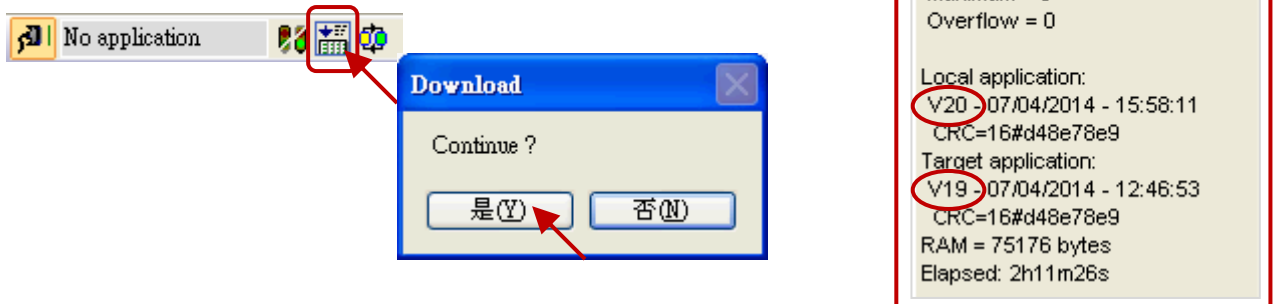 No application
Download
Continue ?
是(Y)
否(N)
Overflow = 0
Local application:
V20 - 07/04/2014 - 15:58:11
CRC=16#d48e78e9
Target application:
V19 - 07/04/2014 - 12:46:53
CRC=16#d48e78e9
RAM = 75176 bytes
Elapsed: 2h11m26s